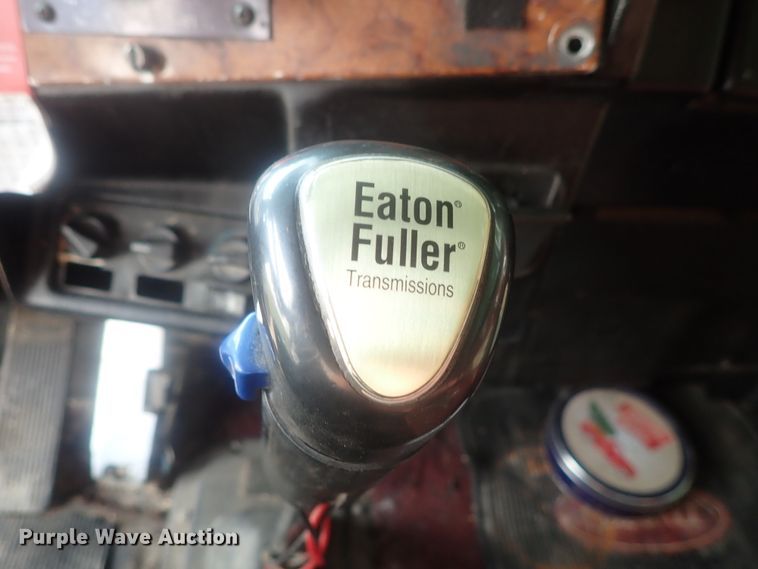 Eaton®
Fuller®
Transmissions
Purple Wave Auction